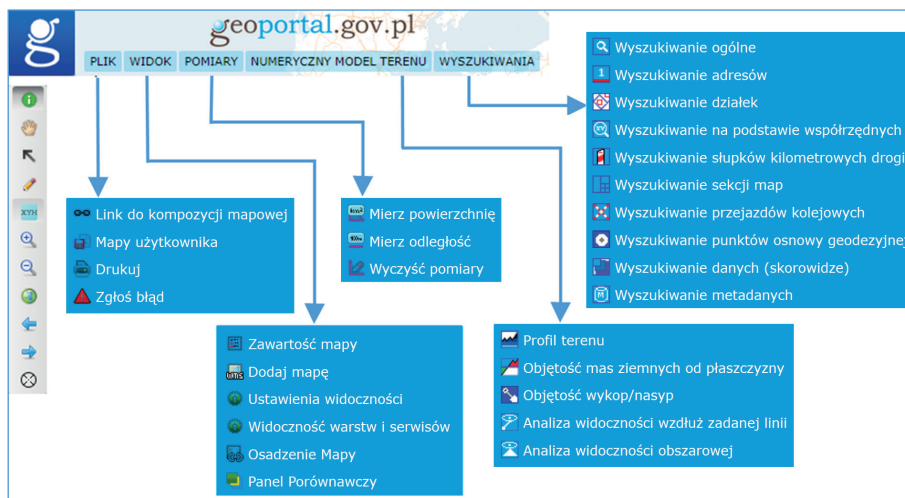 g
geoportal.gov.pl
PLIK WIDOK POMIARY NUMERYCZNY MODEL TERENU WYSZUKIWANIA
Wyszukiwanie ogólne
1 Wyszukiwanie adresów
Wyszukiwanie działek
XY Wyszukiwanie na podstawie współrzędnych
Wyszukiwanie słupków kilometrowych drogi
Wyszukiwanie sekcji map
Wyszukiwanie przejazdów kolejowych
Wyszukiwanie punktów osnowy geodezyjnej
Wyszukiwanie danych (skorowidze)
M Wyszukiwanie metadanych
i
XYH
Link do kompozycji mapowej
Mapy użytkownika
Drukuj
Zgłoś błąd
Mierz powierzchnię
Mierz odległość
Wyczyść pomiary
Zawartość mapy
WMS Dodaj mapę
Ustawienia widoczności
Widoczność warstw i serwisów
Osadzenie Mapy
Panel Porównawczy
Profil terenu
Objętość mas ziemnych od płaszczyzny
Objętość wykop/nasyp
Analiza widoczności wzdłuż zadanej linii
Analiza widoczności obszarowej